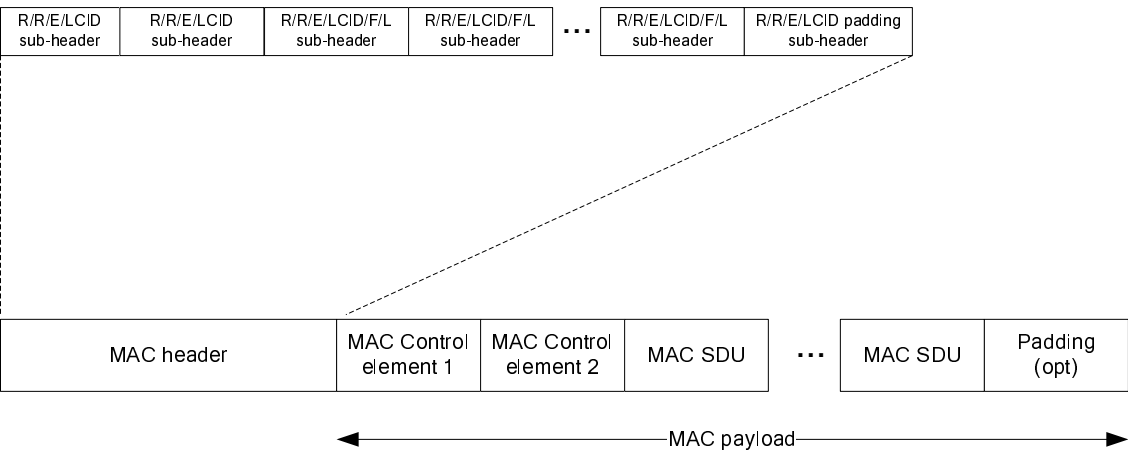 R/R/E/LCID
sub-header
R/R/E/LCID
sub-header
R/R/E/LCID/F/L
sub-header
R/R/E/LCID/F/L
sub-header
...
R/R/E/LCID/F/L
sub-header
R/R/E/LCID padding
sub-header
MAC header
MAC Control
element 1
MAC Control
element 2
MAC SDU
...
MAC SDU
Padding
(opt)
MAC payload